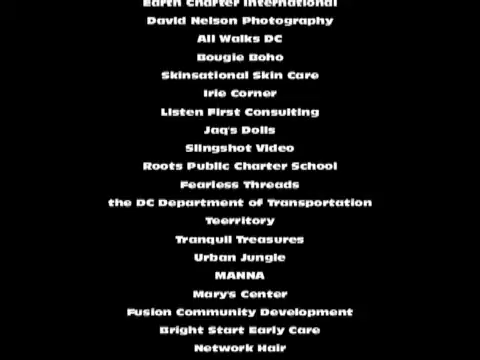 Earth Charter International
David Nelson Photography
All Walks DC
Bougie Boho
Skinsational Skin Care
Irie Corner
Listen First Consulting
Jaq's Dolls
Slingshot Video
Roots Public Charter School
Fearless Threads
the DC Department of Transportation
Teerritory
Tranquil Treasures
Urban Jungle
MANNA
Mary's Center
Fusion Community Development
Bright Start Early Care
Network Hair